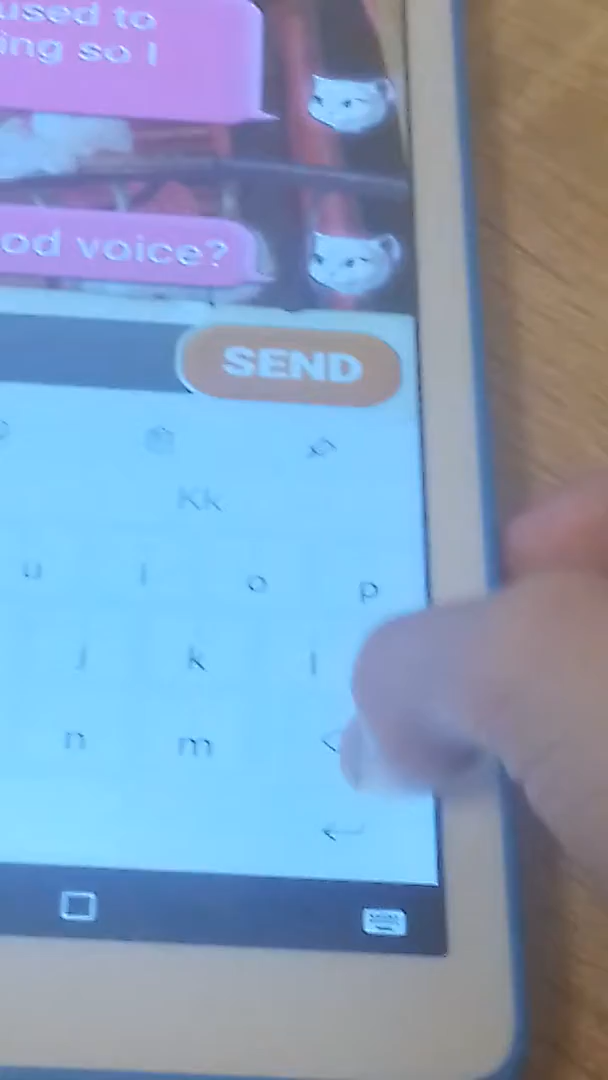 used to
ing so I
od voice?
SEND
Kk
u i o p
j k l
n m